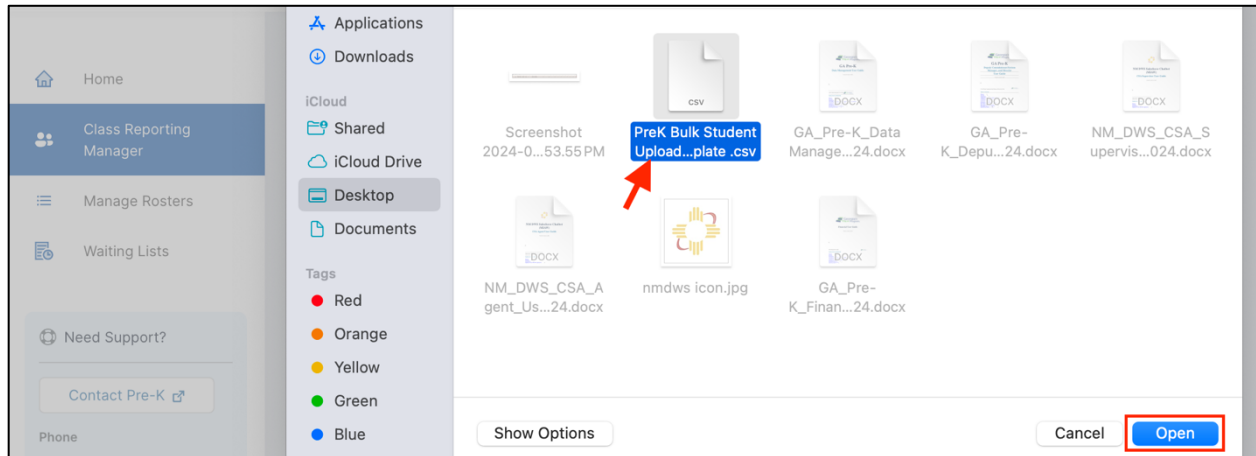 Home
Class Reporting
Manager
Manage Rosters
Waiting Lists
Need Support?
Contact Pre-K
Phone
Applications
Downloads
iCloud
Shared
iCloud Drive
Desktop
Documents
Tags
Red
Orange
Yellow
Green
Blue
Screenshot
2024-0...53.55 PM
CSV
PreK Bulk Student
Upload...plate .csv
DOCX
GA_Pre-K_Data
Manage...24.docx
DOCX
GA_Pre-
K_Depu...24.docx
DOCX
NM_DWS_CSA_S
upervis...024.docx
DOCX
NM_DWS_CSA_A
gent_Us...24.docx
nmdws icon.jpg
DOCX
GA_Pre-
K_Finan...24.docx
Show Options
Cancel
Open